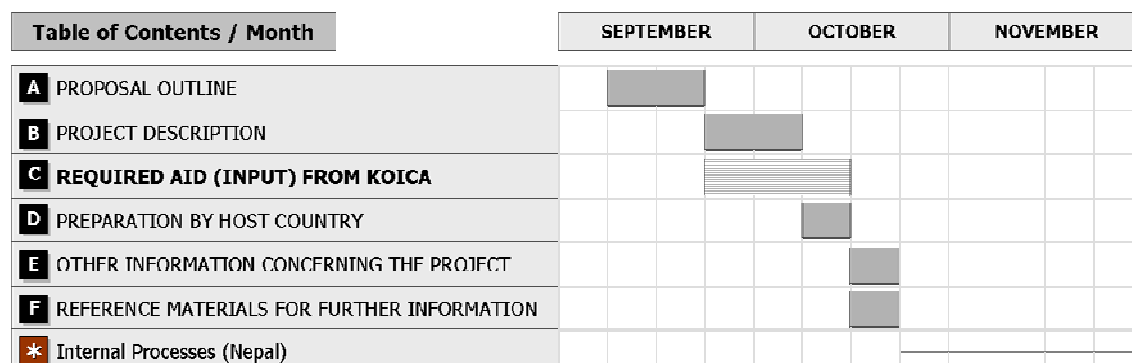 Table of Contents / Month SEPTEMBER OCTOBER NOVEMBER
A PROPOSAL OUTLINE
B PROJECT DESCRIPTION
C REQUIRED AID (INPUT) FROM KOICA
D PREPARATION BY HOST COUNTRY
E OTHER INFORMATION CONCERNING THE PROJECT
F REFERENCE MATERIALS FOR FURTHER INFORMATION
* Internal Processes (Nepal)